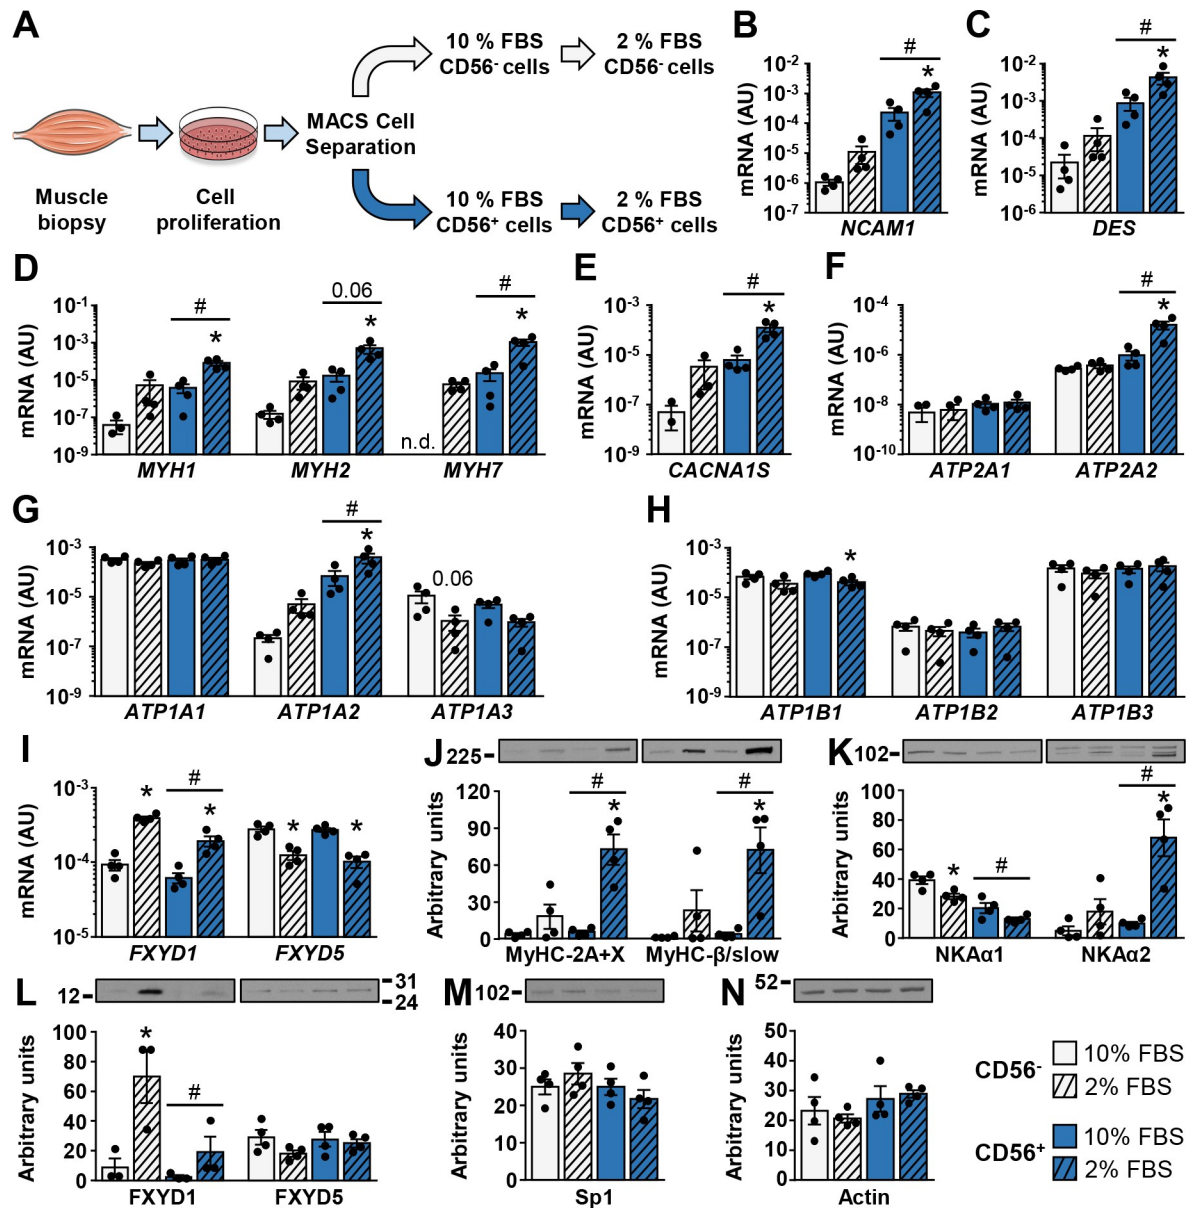 A
Muscle
biopsy
Cell
proliferation
MACS Cell
Separation
10 % FBS
CD56⁻ cells
2 % FBS
CD56⁻ cells
10 % FBS
CD56⁺ cells
2 % FBS
CD56⁺ cells
B
#
*
mRNA (AU)
10⁻²
10⁻³
10⁻⁴
10⁻⁵
10⁻⁶
10⁻⁷
NCAM1
C
#
*
mRNA (AU)
10⁻²
10⁻³
10⁻⁴
10⁻⁵
10⁻⁶
DES
D
# 0.06 #
* * *
mRNA (AU)
10⁻¹
10⁻³
10⁻⁵
10⁻⁷
10⁻⁹
n.d.
MYH1 MYH2 MYH7
E
#
*
mRNA (AU)
10⁻³
10⁻⁵
10⁻⁷
10⁻⁹
CACNA1S
F
#
*
mRNA (AU)
10⁻⁴
10⁻⁶
10⁻⁸
10⁻¹⁰
ATP2A1 ATP2A2
G
#
*
0.06
mRNA (AU)
10⁻³
10⁻⁵
10⁻⁷
10⁻⁹
ATP1A1 ATP1A2 ATP1A3
H
*
mRNA (AU)
10⁻³
10⁻⁵
10⁻⁷
10⁻⁹
ATP1B1 ATP1B2 ATP1B3
I
#
* * * *
mRNA (AU)
10⁻³
10⁻⁴
10⁻⁵
FXYD1 FXYD5
J
225
# #
* *
Arbitrary units
120
90
60
30
0
MyHC-2A+X MyHC-β/slow
K
102
#
*
* #
Arbitrary units
100
80
60
40
20
0
NKAα1 NKAα2
L
12
31
24
*
#
Arbitrary units
100
80
60
40
20
0
FXYD1 FXYD5
M
102
Arbitrary units
40
30
20
10
0
Sp1
N
52
Arbitrary units
50
40
30
20
10
0
Actin
CD56⁻
10% FBS
2% FBS
CD56⁺
10% FBS
2% FBS